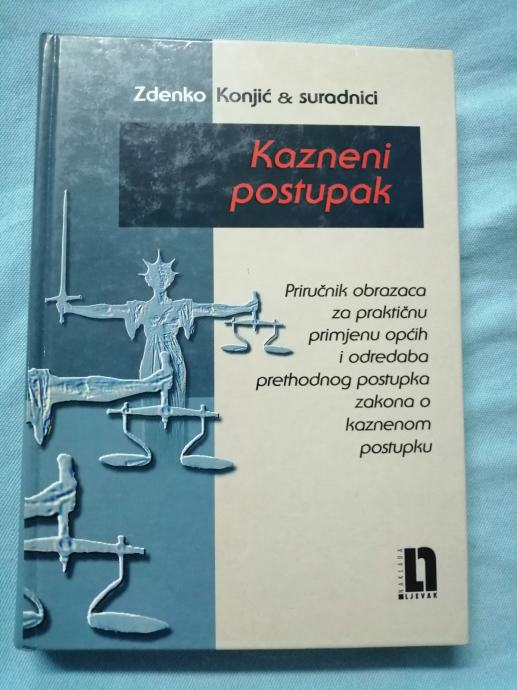 Zdenko Konjić & suradnici
Kazneni
postupak
Priručnik obrazaca
za praktičnu
primjenu općih
i odredaba
prethodnog postupka
zakona o
kaznenom
postupku
NAKLADA
LJEVAK